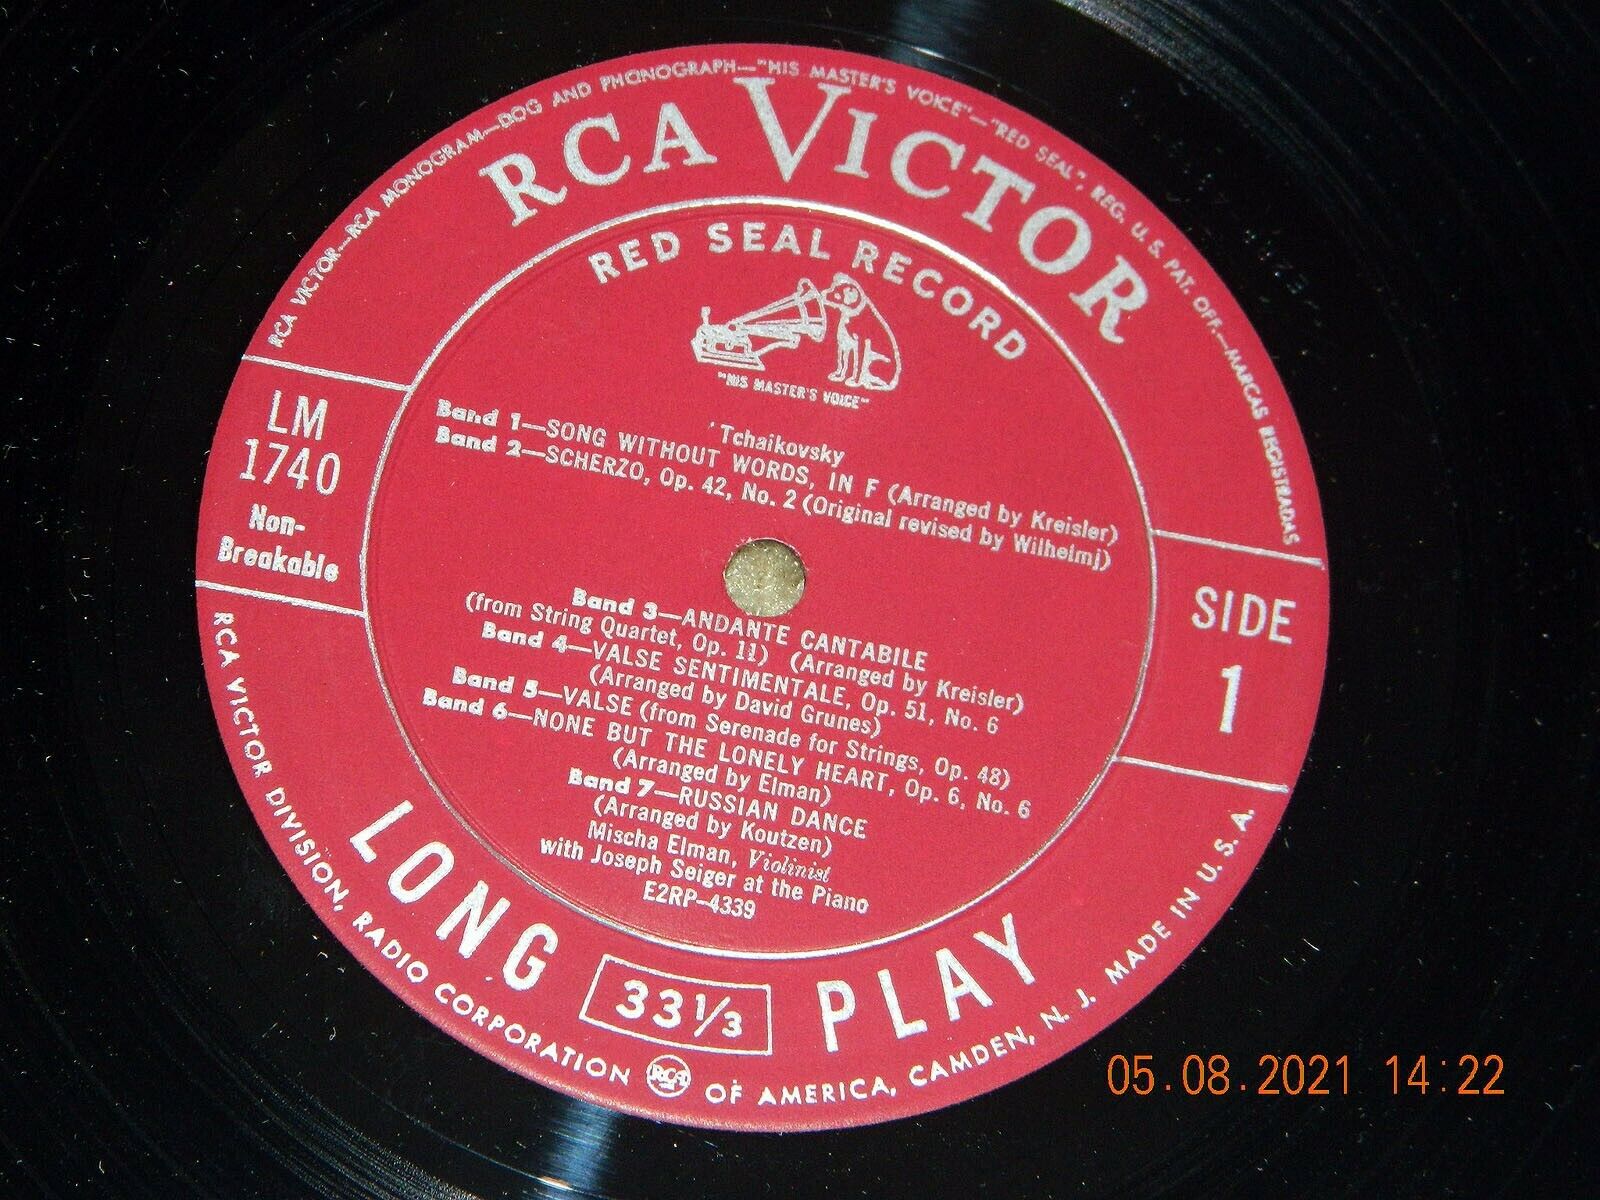 RCA VICTOR—RCA MONOGRAM—DOG AND PHONOGRAPH—"HIS MASTER'S VOICE"—"RED SEAL", REG. U. S. PAT. OFF.—MARCAS REGISTRADAS
RCA VICTOR
RED SEAL RECORD
"HIS MASTER'S VOICE"
LM
1740
Non-
Breakable
Tchaikovsky
Band 1—SONG WITHOUT WORDS, IN F (Arranged by Kreisler)
Band 2—SCHERZO, Op. 42, No. 2 (Original revised by Wilhelmj)
SIDE
1
Band 3—ANDANTE CANTABILE
(from String Quartet, Op. 11) (Arranged by Kreisler)
Band 4—VALSE SENTIMENTALE, Op. 51, No. 6
(Arranged by David Grunes)
Band 5—VALSE (from Serenade for Strings, Op. 48)
Band 6—NONE BUT THE LONELY HEART, Op. 6, No. 6
(Arranged by Elman)
Band 7—RUSSIAN DANCE
(Arranged by Koutzen)
Mischa Elman, Violinist
with Joseph Seiger at the Piano
E2RP-4339
LONG 33 1/3 PLAY
RCA VICTOR DIVISION, RADIO CORPORATION RCA OF AMERICA, CAMDEN, N. J. MADE IN U. S. A.
05.08.2021 14:22